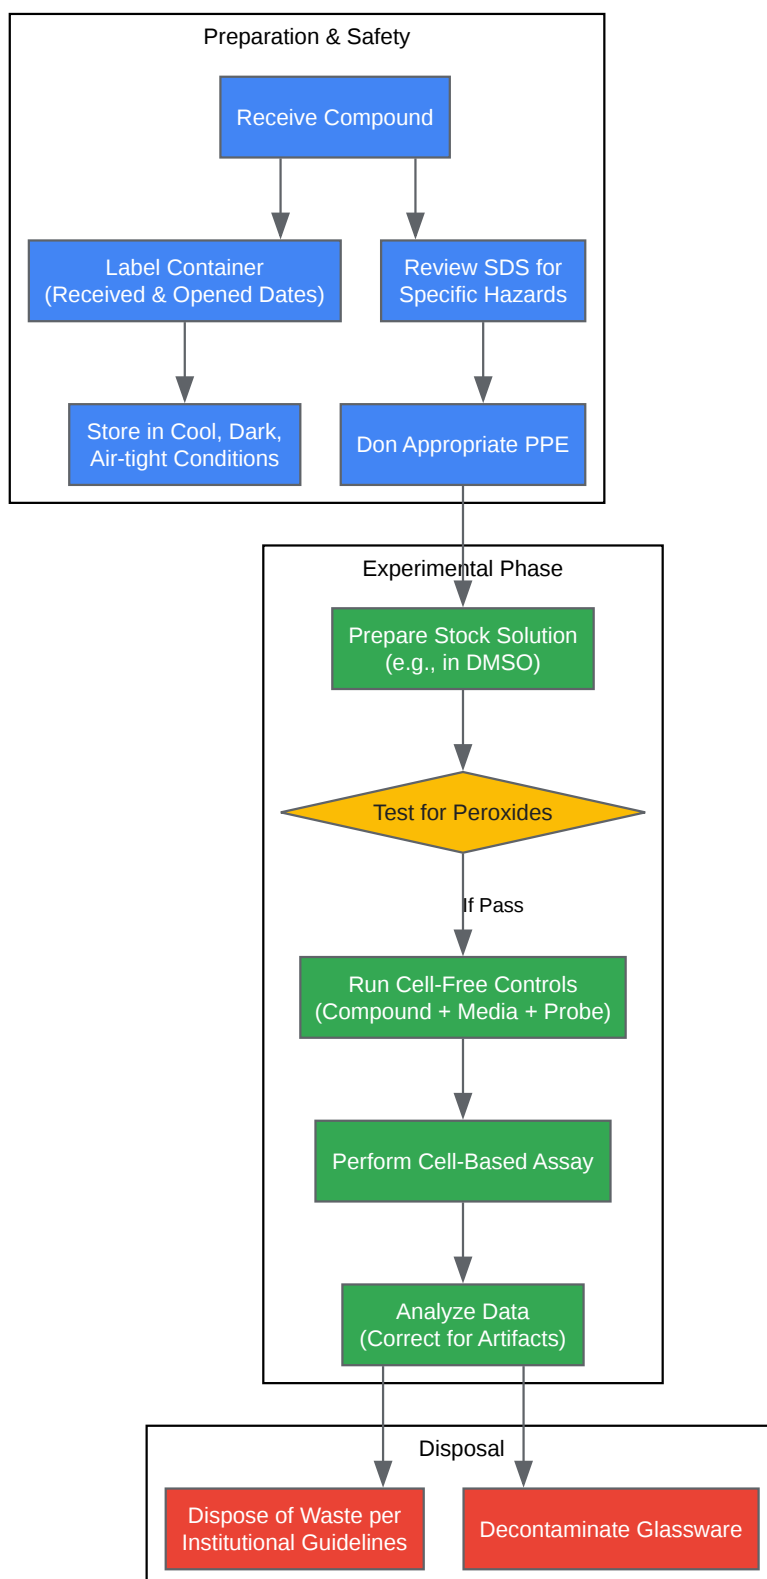 Preparation & Safety
Receive Compound
Label Container
(Received & Opened Dates)
Review SDS for
Specific Hazards
Store in Cool, Dark,
Air-tight Conditions
Don Appropriate PPE
Experimental Phase
Prepare Stock Solution
(e.g., in DMSO)
Test for Peroxides
If Pass
Run Cell-Free Controls
(Compound + Media + Probe)
Perform Cell-Based Assay
Analyze Data
(Correct for Artifacts)
Disposal
Dispose of Waste per
Institutional Guidelines
Decontaminate Glassware